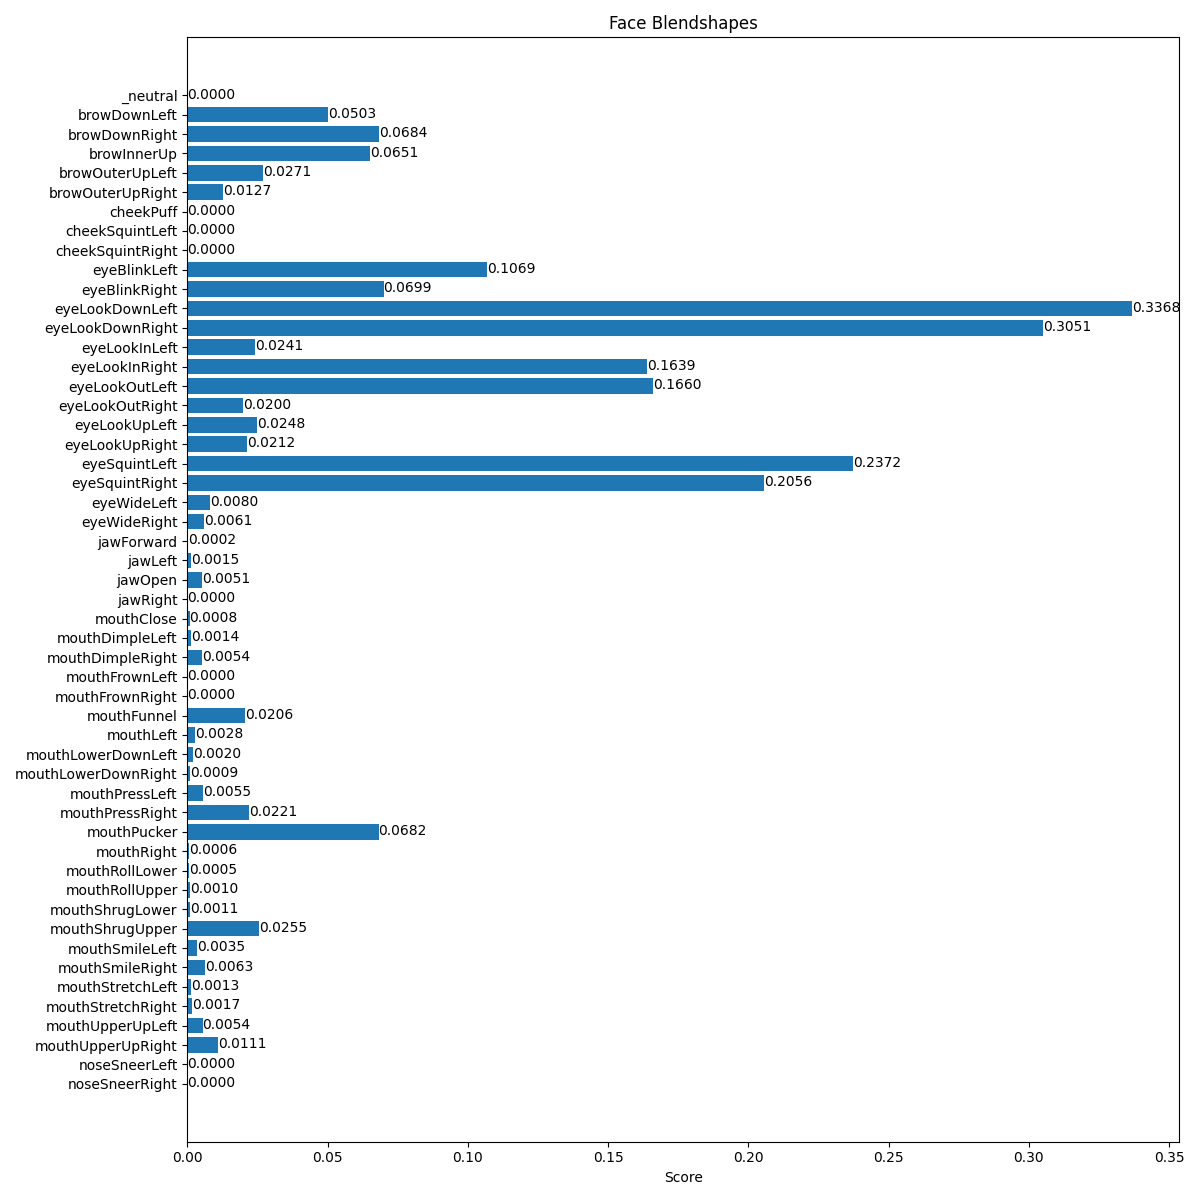 Face Blendshapes
_neutral 0.0000
browDownLeft 0.0503
browDownRight 0.0684
browInnerUp 0.0651
browOuterUpLeft 0.0271
browOuterUpRight 0.0127
cheekPuff 0.0000
cheekSquintLeft 0.0000
cheekSquintRight 0.0000
eyeBlinkLeft 0.1069
eyeBlinkRight 0.0699
eyeLookDownLeft 0.3368
eyeLookDownRight 0.3051
eyeLookInLeft 0.0241
eyeLookInRight 0.1639
eyeLookOutLeft 0.1660
eyeLookOutRight 0.0200
eyeLookUpLeft 0.0248
eyeLookUpRight 0.0212
eyeSquintLeft 0.2372
eyeSquintRight 0.2056
eyeWideLeft 0.0080
eyeWideRight 0.0061
jawForward 0.0002
jawLeft 0.0015
jawOpen 0.0051
jawRight 0.0000
mouthClose 0.0008
mouthDimpleLeft 0.0014
mouthDimpleRight 0.0054
mouthFrownLeft 0.0000
mouthFrownRight 0.0000
mouthFunnel 0.0206
mouthLeft 0.0028
mouthLowerDownLeft 0.0020
mouthLowerDownRight 0.0009
mouthPressLeft 0.0055
mouthPressRight 0.0221
mouthPucker 0.0682
mouthRight 0.0006
mouthRollLower 0.0005
mouthRollUpper 0.0010
mouthShrugLower 0.0011
mouthShrugUpper 0.0255
mouthSmileLeft 0.0035
mouthSmileRight 0.0063
mouthStretchLeft 0.0013
mouthStretchRight 0.0017
mouthUpperUpLeft 0.0054
mouthUpperUpRight 0.0111
noseSneerLeft 0.0000
noseSneerRight 0.0000
0.00 0.05 0.10 0.15 0.20 0.25 0.30 0.35
Score